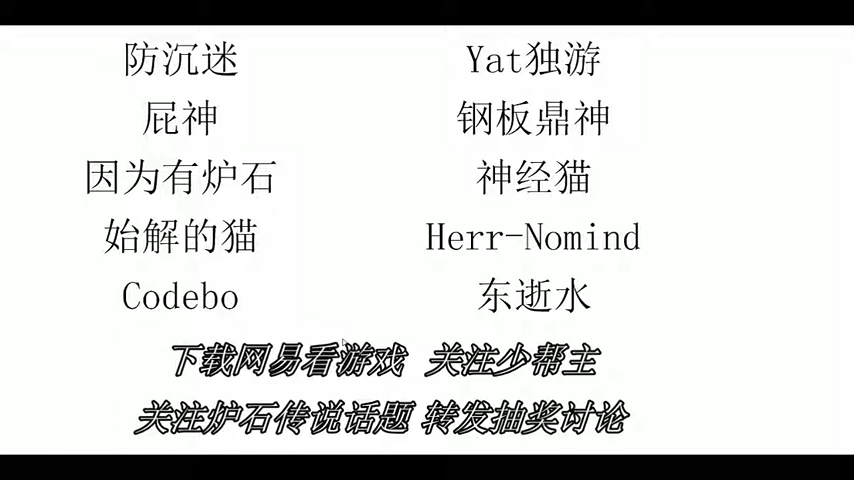 防沉迷 Yat独游
屁神 钢板鼎神
因为有炉石 神经猫
始解的猫 Herr-Nomind
Codebo 东逝水
下载网易看游戏 关注少帮主
关注炉石传说话题 转发抽奖讨论